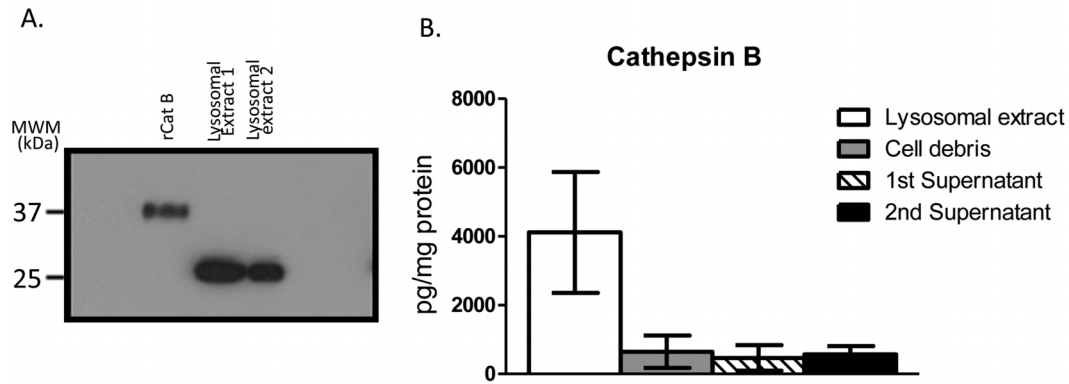 A.
MWM
(kDa)
rCat B
Lysosomal
Extract 1
Lysosomal
extract 2
37
25
B.
Cathepsin B
pg/mg protein
8000
6000
4000
2000
0
Lysosomal extract
Cell debris
1st Supernatant
2nd Supernatant